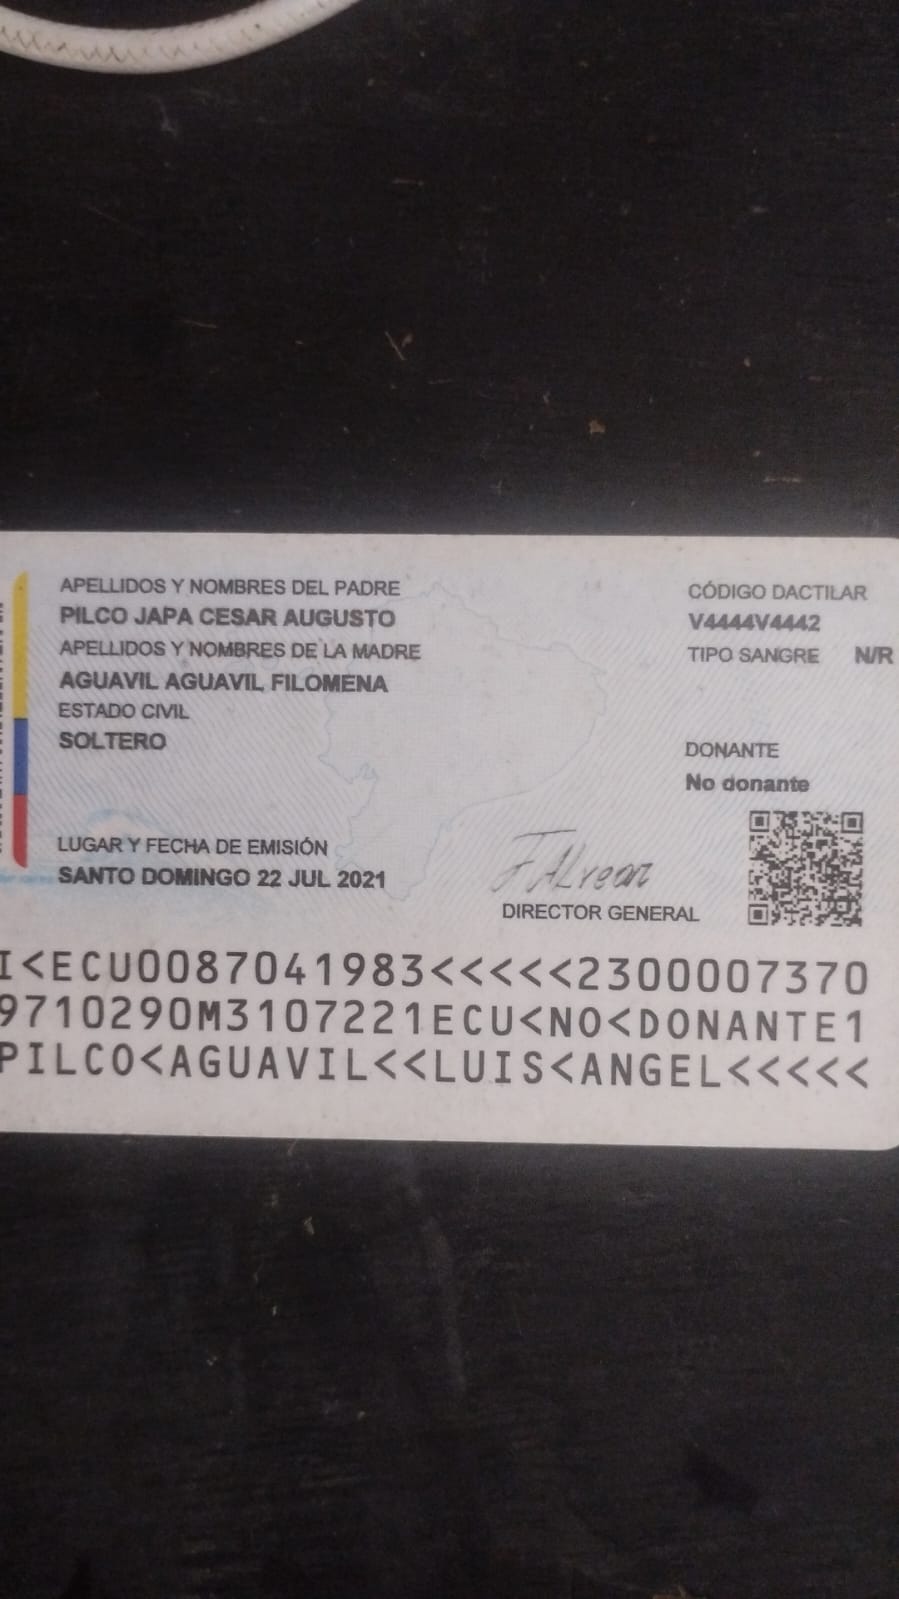 APELLIDOS Y NOMBRES DEL PADRE
PILCO JAPA CESAR AUGUSTO
APELLIDOS Y NOMBRES DE LA MADRE
AGUAVIL AGUAVIL FILOMENA
ESTADO CIVIL
SOLTERO
CÓDIGO DACTILAR
V4444V4442
TIPO SANGRE N/R
DONANTE
No donante
LUGAR Y FECHA DE EMISIÓN
SANTO DOMINGO 22 JUL 2021
F ALvear
DIRECTOR GENERAL
I<ECU0087041983<<<<<2300007370
9710290M3107221ECU<NO<DONANTE1
PILCO<AGUAVIL<<LUIS<ANGEL<<<<<